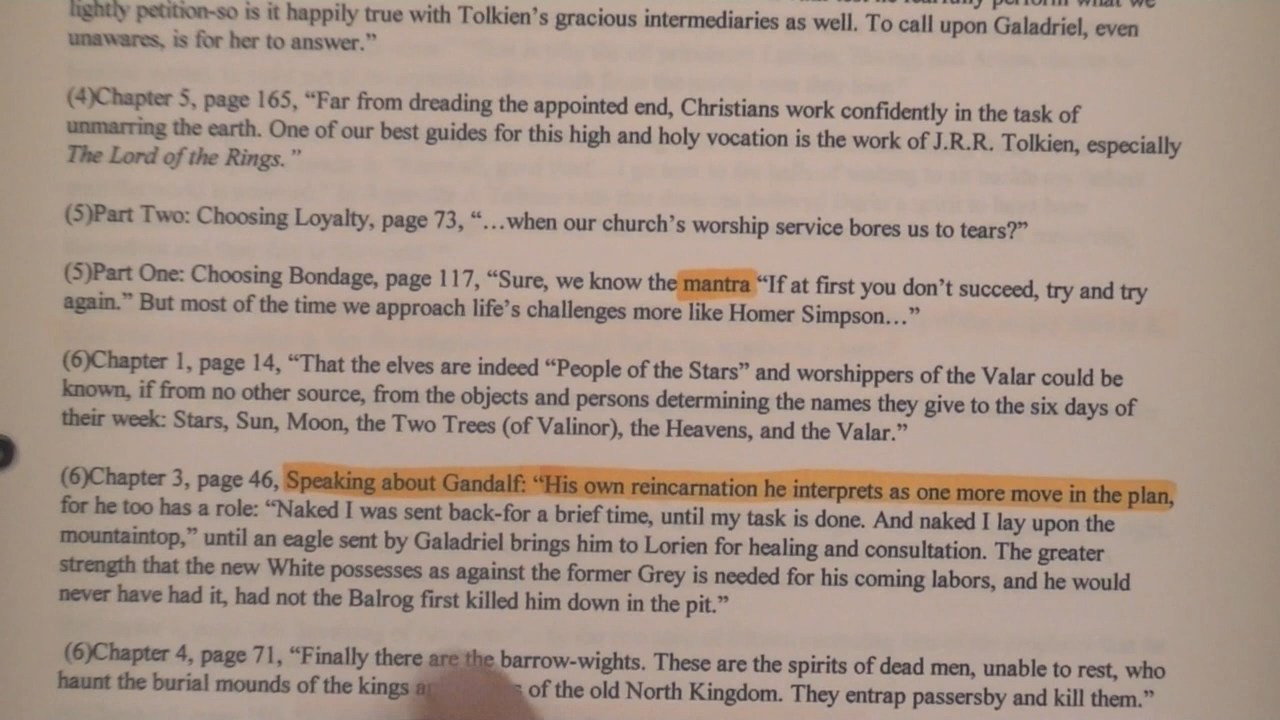 lightly petition-so is it happily true with Tolkien's gracious intermediaries as well. To call upon Galadriel, even
unawares, is for her to answer."
(4)Chapter 5, page 165, "Far from dreading the appointed end, Christians work confidently in the task of
unmarring the earth. One of our best guides for this high and holy vocation is the work of J.R.R. Tolkien, especially
The Lord of the Rings. "
(5)Part Two: Choosing Loyalty, page 73, "…when our church's worship service bores us to tears?"
(5)Part One: Choosing Bondage, page 117, "Sure, we know the mantra "If at first you don't succeed, try and try
again." But most of the time we approach life's challenges more like Homer Simpson…"
(6)Chapter 1, page 14, "That the elves are indeed "People of the Stars" and worshippers of the Valar could be
known, if from no other source, from the objects and persons determining the names they give to the six days of
their week: Stars, Sun, Moon, the Two Trees (of Valinor), the Heavens, and the Valar."
(6)Chapter 3, page 46, Speaking about Gandalf: "His own reincarnation he interprets as one more move in the plan,
for he too has a role: "Naked I was sent back-for a brief time, until my task is done. And naked I lay upon the
mountaintop," until an eagle sent by Galadriel brings him to Lorien for healing and consultation. The greater
strength that the new White possesses as against the former Grey is needed for his coming labors, and he would
never have had it, had not the Balrog first killed him down in the pit."
(6)Chapter 4, page 71, "Finally there are the barrow-wights. These are the spirits of dead men, unable to rest, who
haunt the burial mounds of the kings of the old North Kingdom. They entrap passersby and kill them."